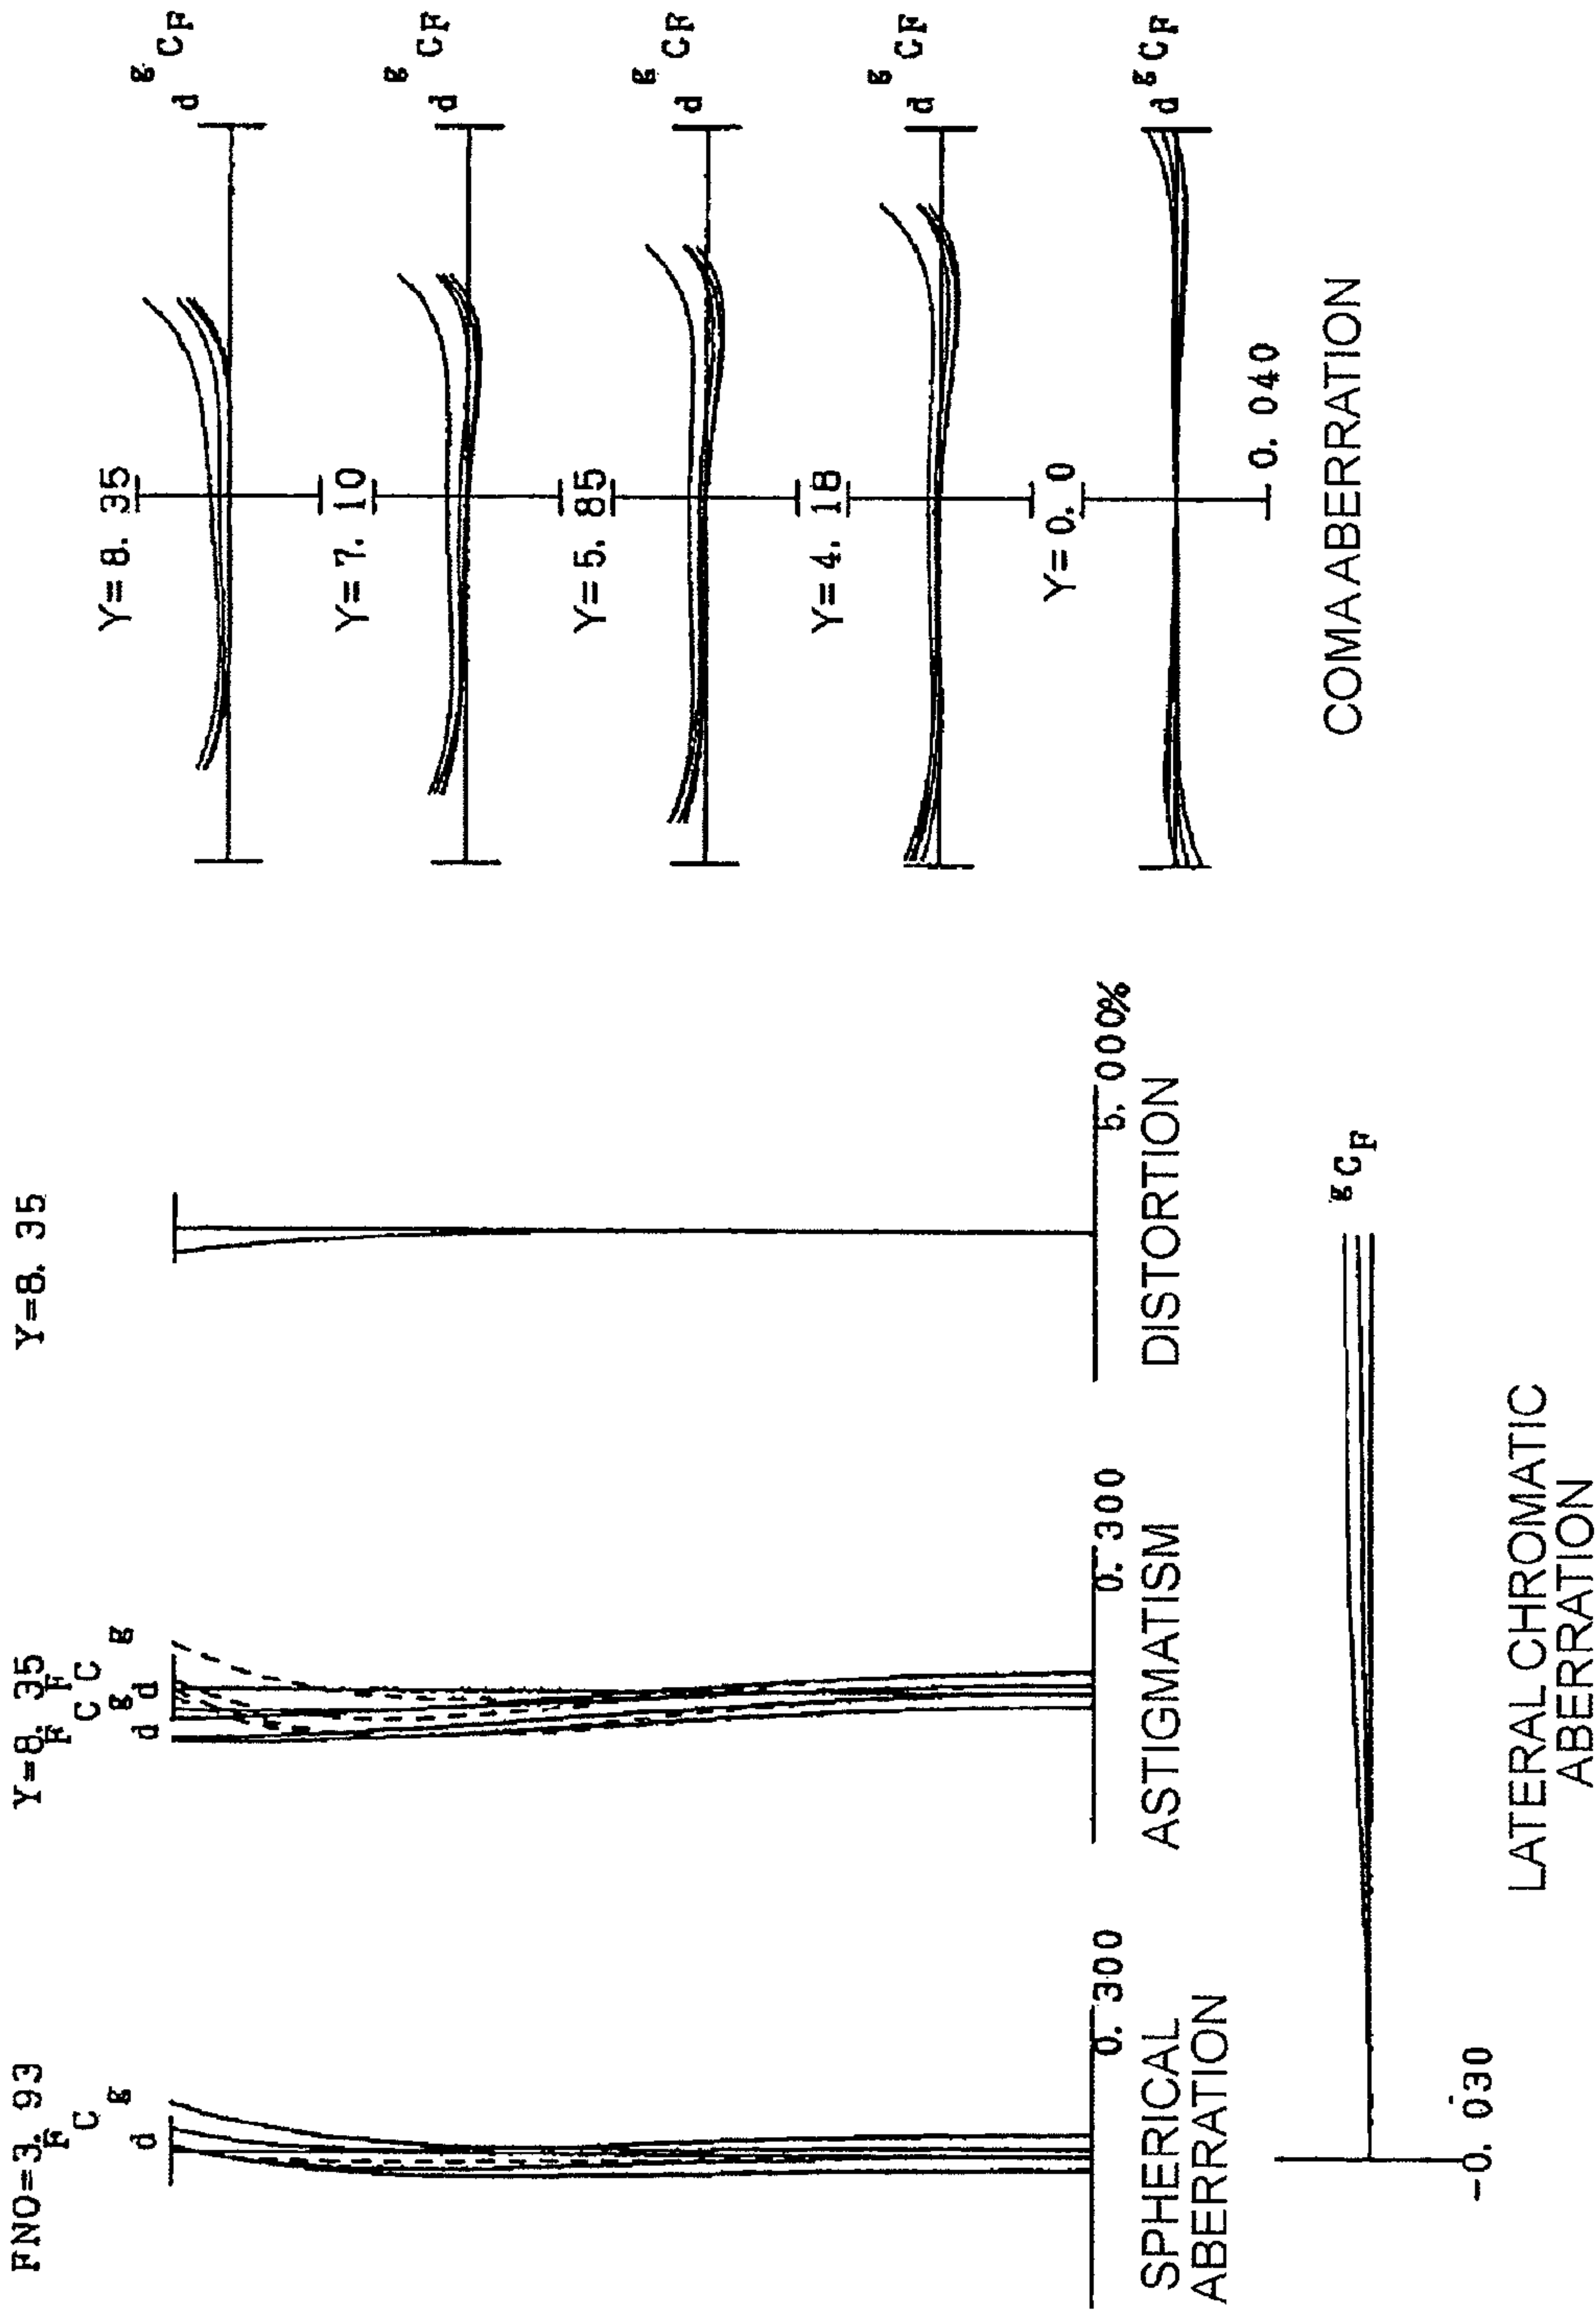 FNO=3. 93
F
C
g
d
0. 300
SPHERICAL
ABERRATION
Y=8. 35
F
C
g
d
F
C
g
d
0. 300
ASTIGMATISM
Y=8. 35
5. 000%
DISTORTION
Y=8. 35
g
C F
d
Y=7. 10
g
C F
d
Y=5. 85
g
C F
d
Y=4. 18
g
C F
d
Y=0. 0
g
C F
d
0. 040
COMA ABERRATION
g
C F
-0. 030
LATERAL CHROMATIC
ABERRATION